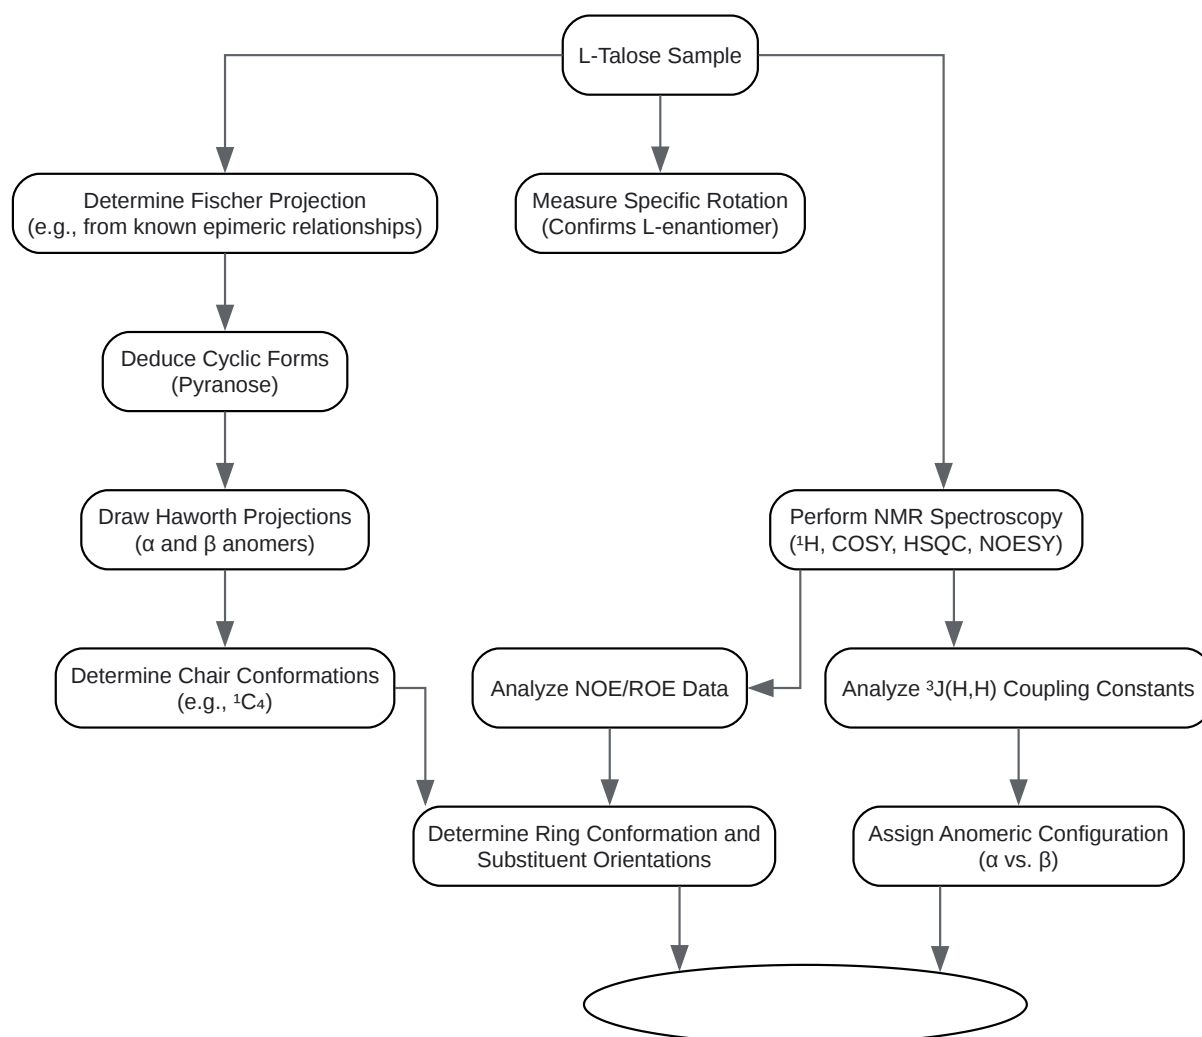 L-Talose Sample
Determine Fischer Projection
(e.g., from known epimeric relationships)
Measure Specific Rotation
(Confirms L-enantiomer)
Deduce Cyclic Forms
(Pyranose)
Draw Haworth Projections
(α and β anomers)
Perform NMR Spectroscopy
(¹H, COSY, HSQC, NOESY)
Determine Chair Conformations
(e.g., ¹C₄)
Analyze NOE/ROE Data
Analyze ³J(H,H) Coupling Constants
Determine Ring Conformation and
Substituent Orientations
Assign Anomeric Configuration
(α vs. β)